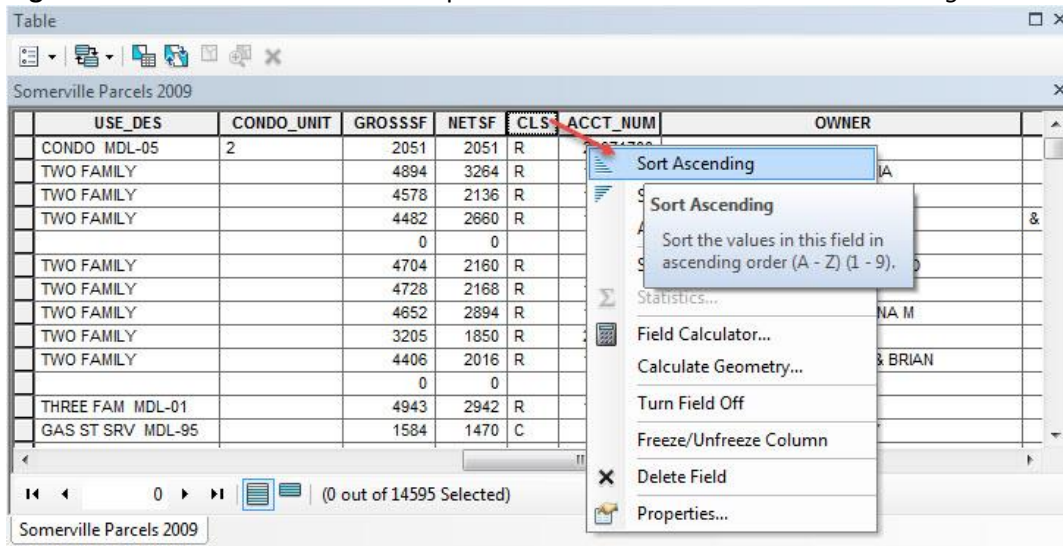 Table
Somerville Parcels 2009
USE_DES CONDO_UNIT GROSSSF NETSF CLS ACCT_NUM OWNER
CONDO MDL-05 2 2051 2051 R
TWO FAMILY 4894 3264 R IA
TWO FAMILY 4578 2136 R
TWO FAMILY 4482 2660 R &
0 0
TWO FAMILY 4704 2160 R
TWO FAMILY 4728 2168 R
TWO FAMILY 4652 2894 R NA M
TWO FAMILY 3205 1850 R
TWO FAMILY 4406 2016 R & BRIAN
0 0
THREE FAM MDL-01 4943 2942 R
GAS ST SRV MDL-95 1584 1470 C
Sort Ascending
Sort Ascending
Sort the values in this field in
ascending order (A - Z) (1 - 9).
Statistics...
Field Calculator...
Calculate Geometry...
Turn Field Off
Freeze/Unfreeze Column
Delete Field
Properties...
0 (0 out of 14595 Selected)
Somerville Parcels 2009